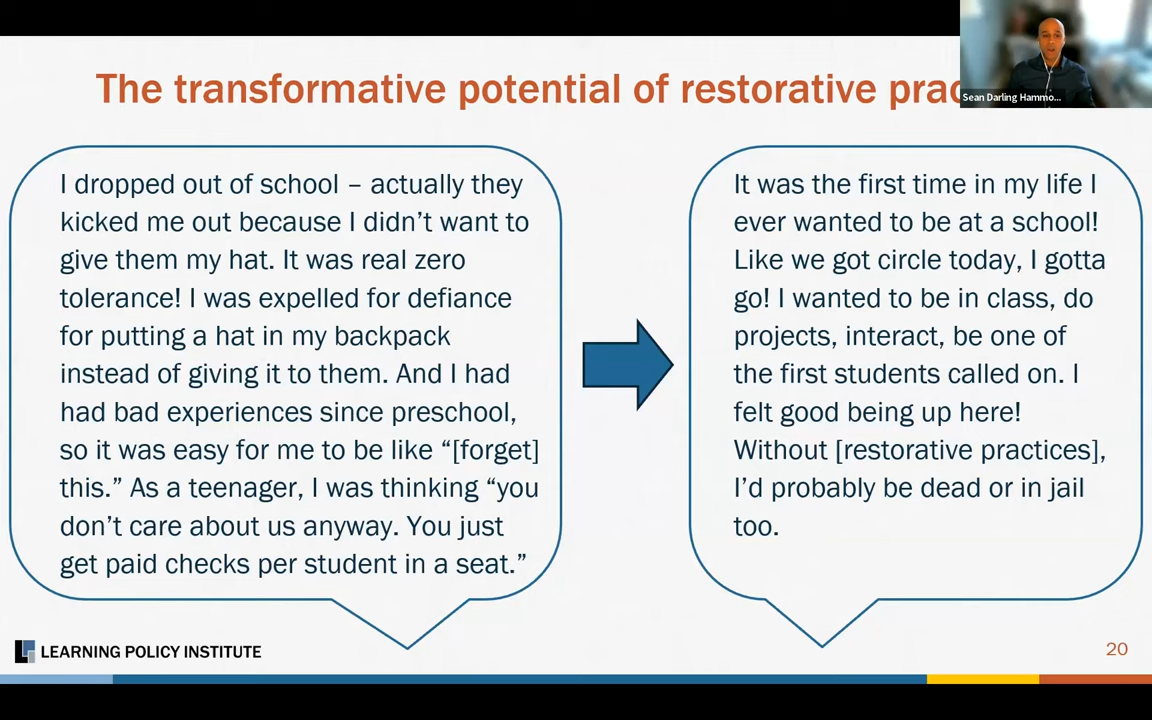 The transformative potential of restorative prac
Sean Darling Hammo...
I dropped out of school – actually they
kicked me out because I didn’t want to
give them my hat. It was real zero
tolerance! I was expelled for defiance
for putting a hat in my backpack
instead of giving it to them. And I had
had bad experiences since preschool,
so it was easy for me to be like “[forget]
this.” As a teenager, I was thinking “you
don’t care about us anyway. You just
get paid checks per student in a seat.”
It was the first time in my life I
ever wanted to be at a school!
Like we got circle today, I gotta
go! I wanted to be in class, do
projects, interact, be one of
the first students called on. I
felt good being up here!
Without [restorative practices],
I’d probably be dead or in jail
too.
LEARNING POLICY INSTITUTE
20